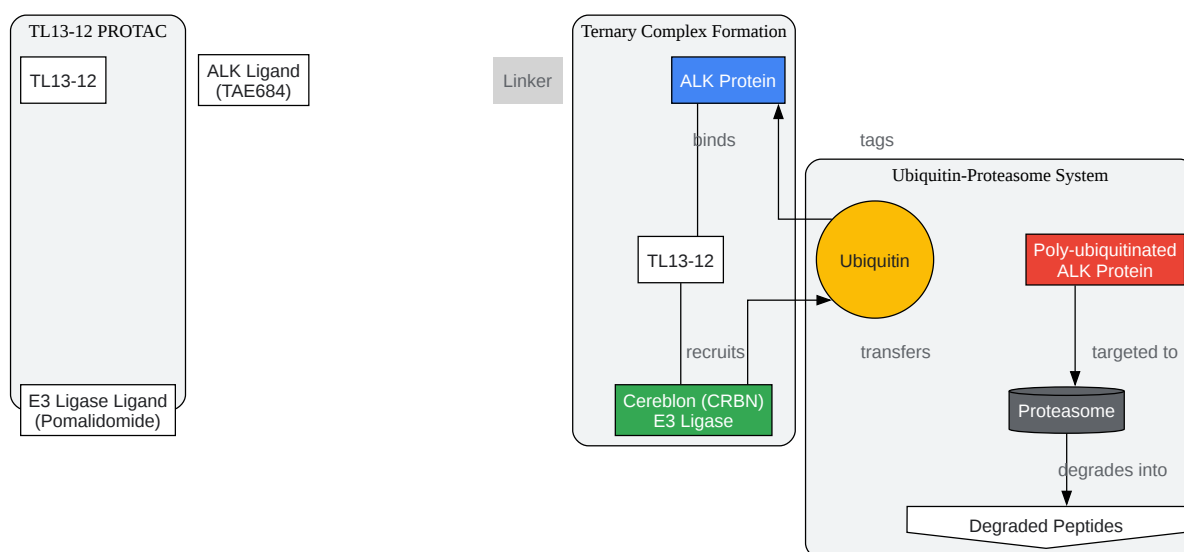 TL13-12 PROTAC
TL13-12
ALK Ligand
(TAE684)
E3 Ligase Ligand
(Pomalidomide)
Linker
Ternary Complex Formation
ALK Protein
binds
TL13-12
recruits
Cereblon (CRBN)
E3 Ligase
tags
Ubiquitin-Proteasome System
Ubiquitin
transfers
Poly-ubiquitinated
ALK Protein
targeted to
Proteasome
degrades into
Degraded Peptides